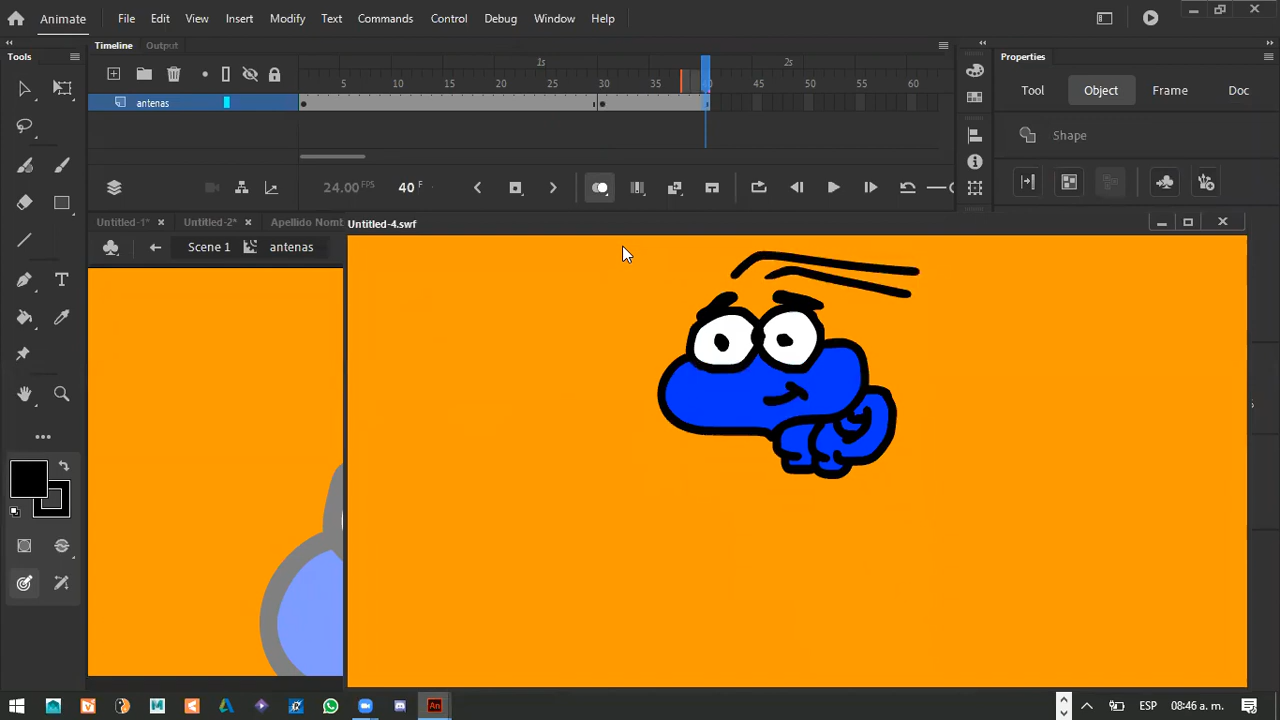 Animate File Edit View Insert Modify Text Commands Control Debug Window Help
Timeline Output
Tools
Properties
1s 2s
5 10 15 20 25 30 35 40 45 50 55 60
Tool Object Frame Doc
antenas
Shape
24.00 FPS 40 F
Untitled-1* × Untitled-2* × Apellido Nomb
Untitled-4.swf
Scene 1 antenas
An
ESP 08:46 a. m.